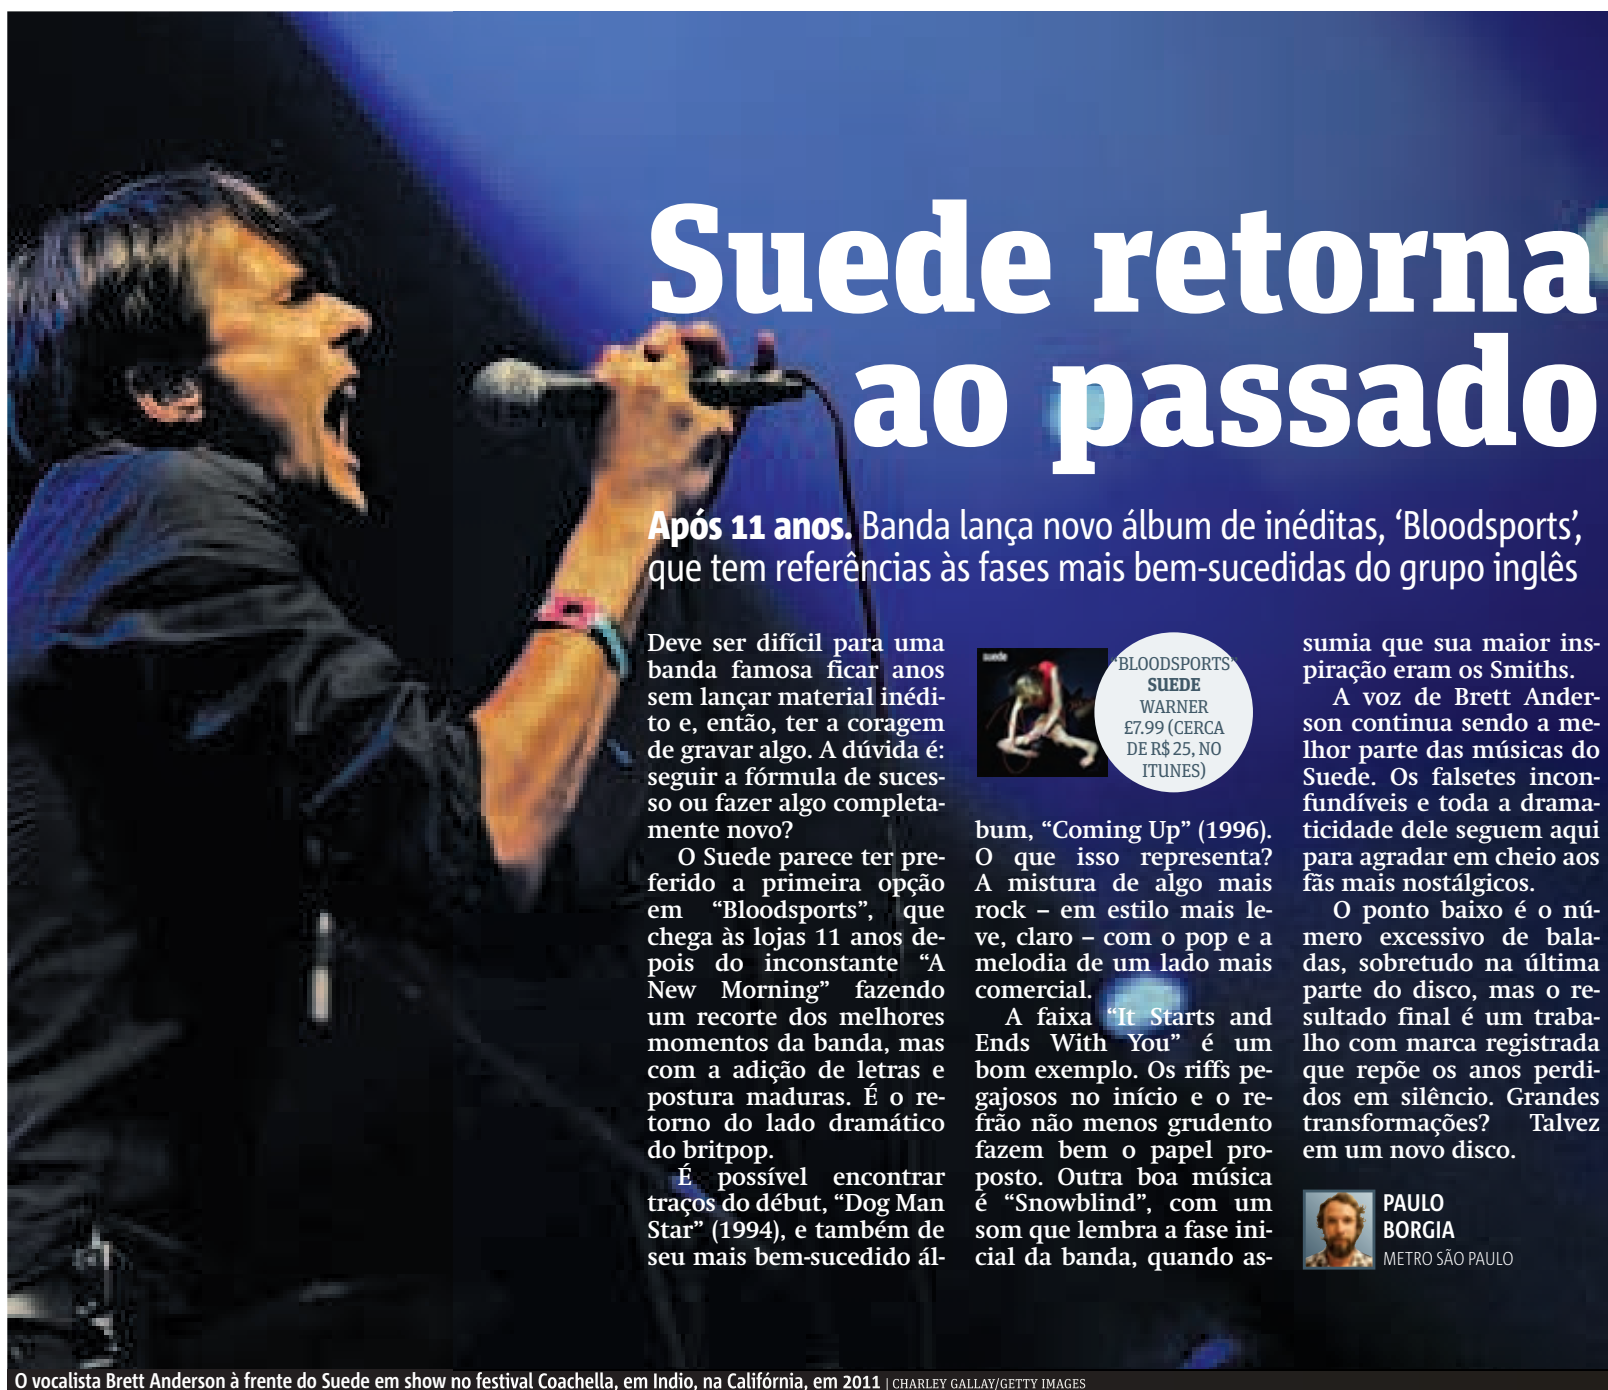 Suede retorna
ao passado
Após 11 anos. Banda lança novo álbum de inéditas, ‘Bloodsports’,
que tem referências às fases mais bem-sucedidas do grupo inglês
Deve ser difícil para uma
banda famosa ficar anos
sem lançar material inédi-
to e, então, ter a coragem
de gravar algo. A dúvida é:
seguir a fórmula de suces-
so ou fazer algo completa-
mente novo?
O Suede parece ter pre-
ferido a primeira opção
em “Bloodsports”, que
chega às lojas 11 anos de-
pois do inconstante “A
New Morning” fazendo
um recorte dos melhores
momentos da banda, mas
com a adição de letras e
postura maduras. É o re-
torno do lado dramático
do britpop.
É possível encontrar
traços do début, “Dog Man
Star” (1994), e também de
seu mais bem-sucedido ál-
suede
“BLOODSPORTS”
SUEDE
WARNER
£7.99 (CERCA
DE R$ 25, NO
ITUNES)
bum, “Coming Up” (1996).
O que isso representa?
A mistura de algo mais
rock – em estilo mais le-
ve, claro – com o pop e a
melodia de um lado mais
comercial.
A faixa “It Starts and
Ends With You” é um
bom exemplo. Os riffs pe-
gajosos no início e o re-
frão não menos grudento
fazem bem o papel pro-
posto. Outra boa música
é “Snowblind”, com um
som que lembra a fase ini-
cial da banda, quando as-
sumia que sua maior ins-
piração eram os Smiths.
A voz de Brett Ander-
son continua sendo a me-
lhor parte das músicas do
Suede. Os falsetes incon-
fundíveis e toda a drama-
ticidade dele seguem aqui
para agradar em cheio aos
fãs mais nostálgicos.
O ponto baixo é o nú-
mero excessivo de bala-
das, sobretudo na última
parte do disco, mas o re-
sultado final é um traba-
lho com marca registrada
que repõe os anos perdi-
dos em silêncio. Grandes
transformações? Talvez
em um novo disco.
PAULO
BORGIA
METRO SÃO PAULO
O vocalista Brett Anderson à frente do Suede em show no festival Coachella, em Indio, na Califórnia, em 2011 | CHARLEY GALLAY/GETTY IMAGES